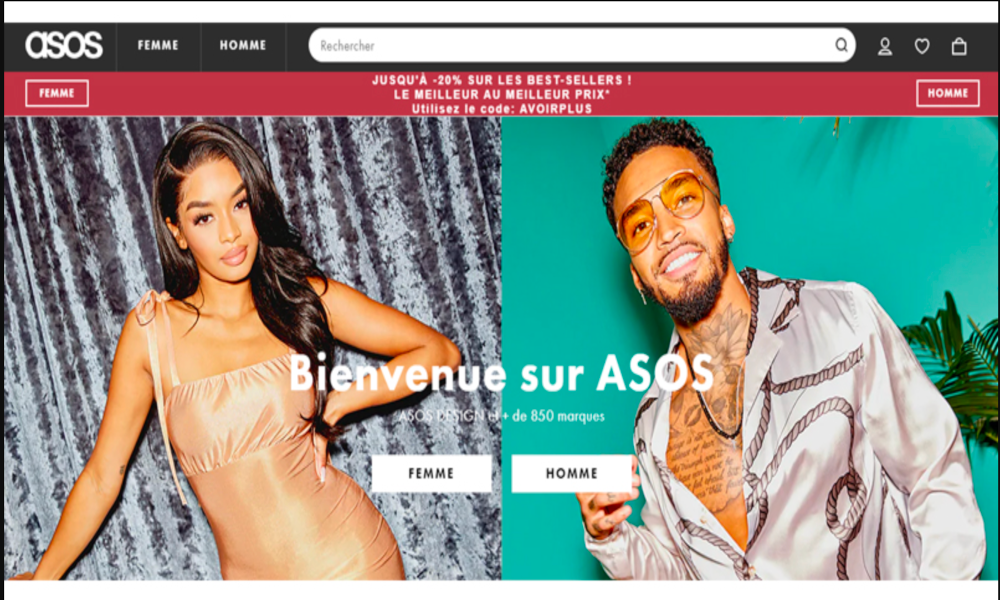 asos
FEMME
HOMME
Rechercher
FEMME
JUSQU'À -20% SUR LES BEST-SELLERS !
LE MEILLEUR AU MEILLEUR PRIX*
Utilisez le code: AVOIRPLUS
HOMME
Bienvenue sur ASOS
ASOS DESIGN et + de 850 marques
FEMME
HOMME